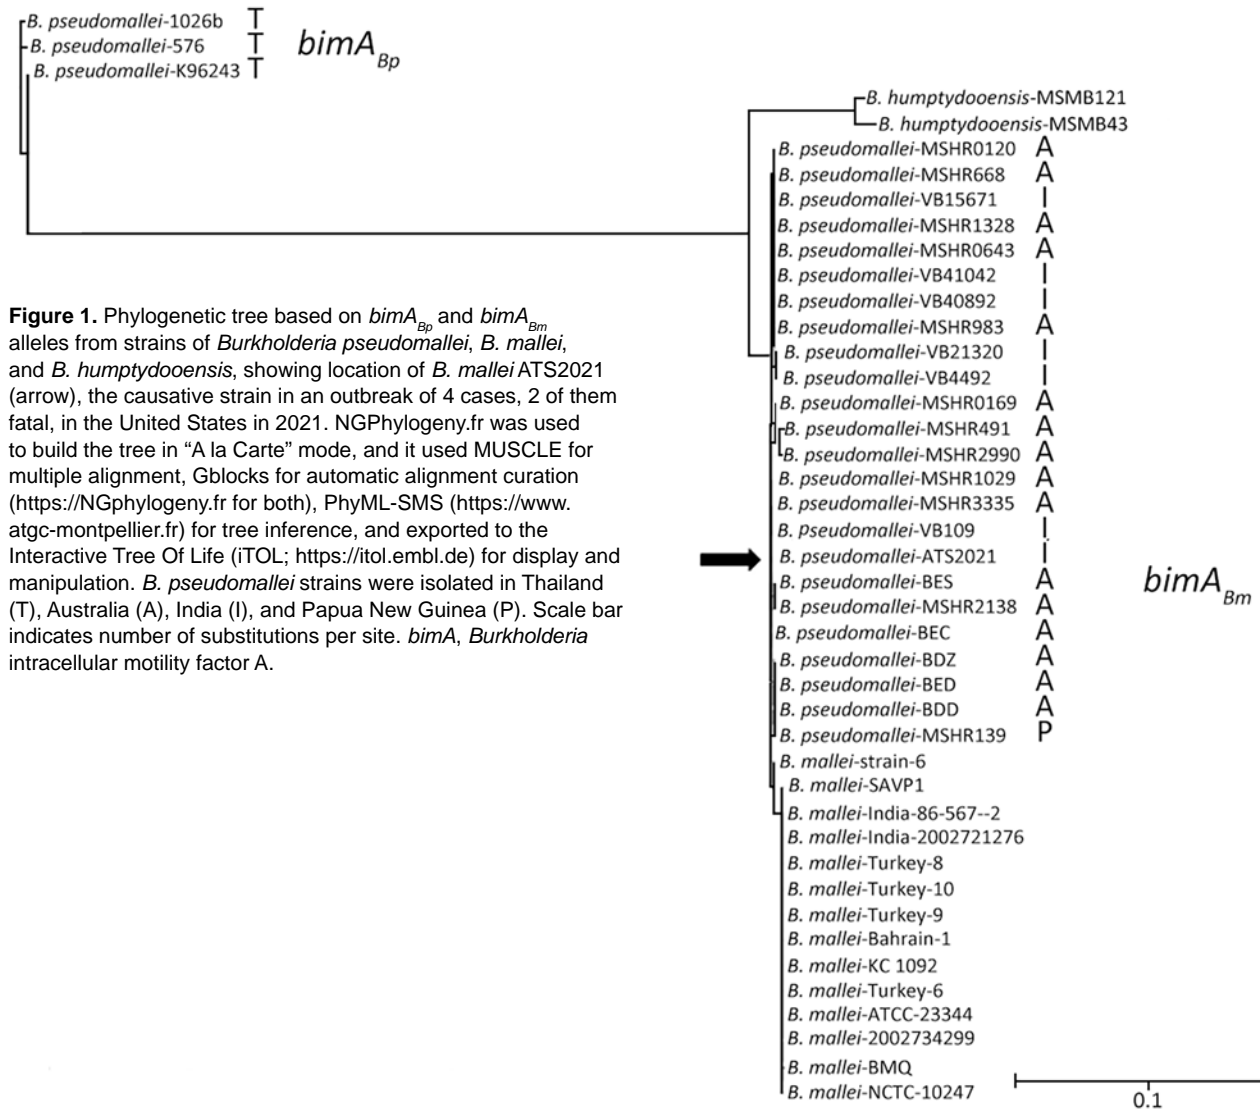 B. pseudomallei-1026b T
B. pseudomallei-576 T
B. pseudomallei-K96243 T
bimA Bp
B. humptydooensis-MSMB121
B. humptydooensis-MSMB43
B. pseudomallei-MSHR0120 A
B. pseudomallei-MSHR668 A
B. pseudomallei-VB15671 I
B. pseudomallei-MSHR1328 A
B. pseudomallei-MSHR0643 A
B. pseudomallei-VB41042 I
B. pseudomallei-VB40892 I
B. pseudomallei-MSHR983 A
B. pseudomallei-VB21320 I
B. pseudomallei-VB4492 I
B. pseudomallei-MSHR0169 A
B. pseudomallei-MSHR491 A
B. pseudomallei-MSHR2990 A
B. pseudomallei-MSHR1029 A
B. pseudomallei-MSHR3335 A
B. pseudomallei-VB109 I
B. pseudomallei-ATS2021 i
B. pseudomallei-BES A
B. pseudomallei-MSHR2138 A
B. pseudomallei-BEC A
B. pseudomallei-BDZ A
B. pseudomallei-BED A
B. pseudomallei-BDD A
B. pseudomallei-MSHR139 P
B. mallei-strain-6
B. mallei-SAVP1
B. mallei-India-86-567--2
B. mallei-India-2002721276
B. mallei-Turkey-8
B. mallei-Turkey-10
B. mallei-Turkey-9
B. mallei-Bahrain-1
B. mallei-KC 1092
B. mallei-Turkey-6
B. mallei-ATCC-23344
B. mallei-2002734299
B. mallei-BMQ
B. mallei-NCTC-10247
bimA Bm
0.1
Figure 1. Phylogenetic tree based on bimA Bp and bimA Bm
alleles from strains of Burkholderia pseudomallei, B. mallei,
and B. humptydooensis, showing location of B. mallei ATS2021
(arrow), the causative strain in an outbreak of 4 cases, 2 of them
fatal, in the United States in 2021. NGPhylogeny.fr was used
to build the tree in “A la Carte” mode, and it used MUSCLE for
multiple alignment, Gblocks for automatic alignment curation
(https://NGphylogeny.fr for both), PhyML-SMS (https://www.
atgc-montpellier.fr) for tree inference, and exported to the
Interactive Tree Of Life (iTOL; https://itol.embl.de) for display and
manipulation. B. pseudomallei strains were isolated in Thailand
(T), Australia (A), India (I), and Papua New Guinea (P). Scale bar
indicates number of substitutions per site. bimA, Burkholderia
intracellular motility factor A.